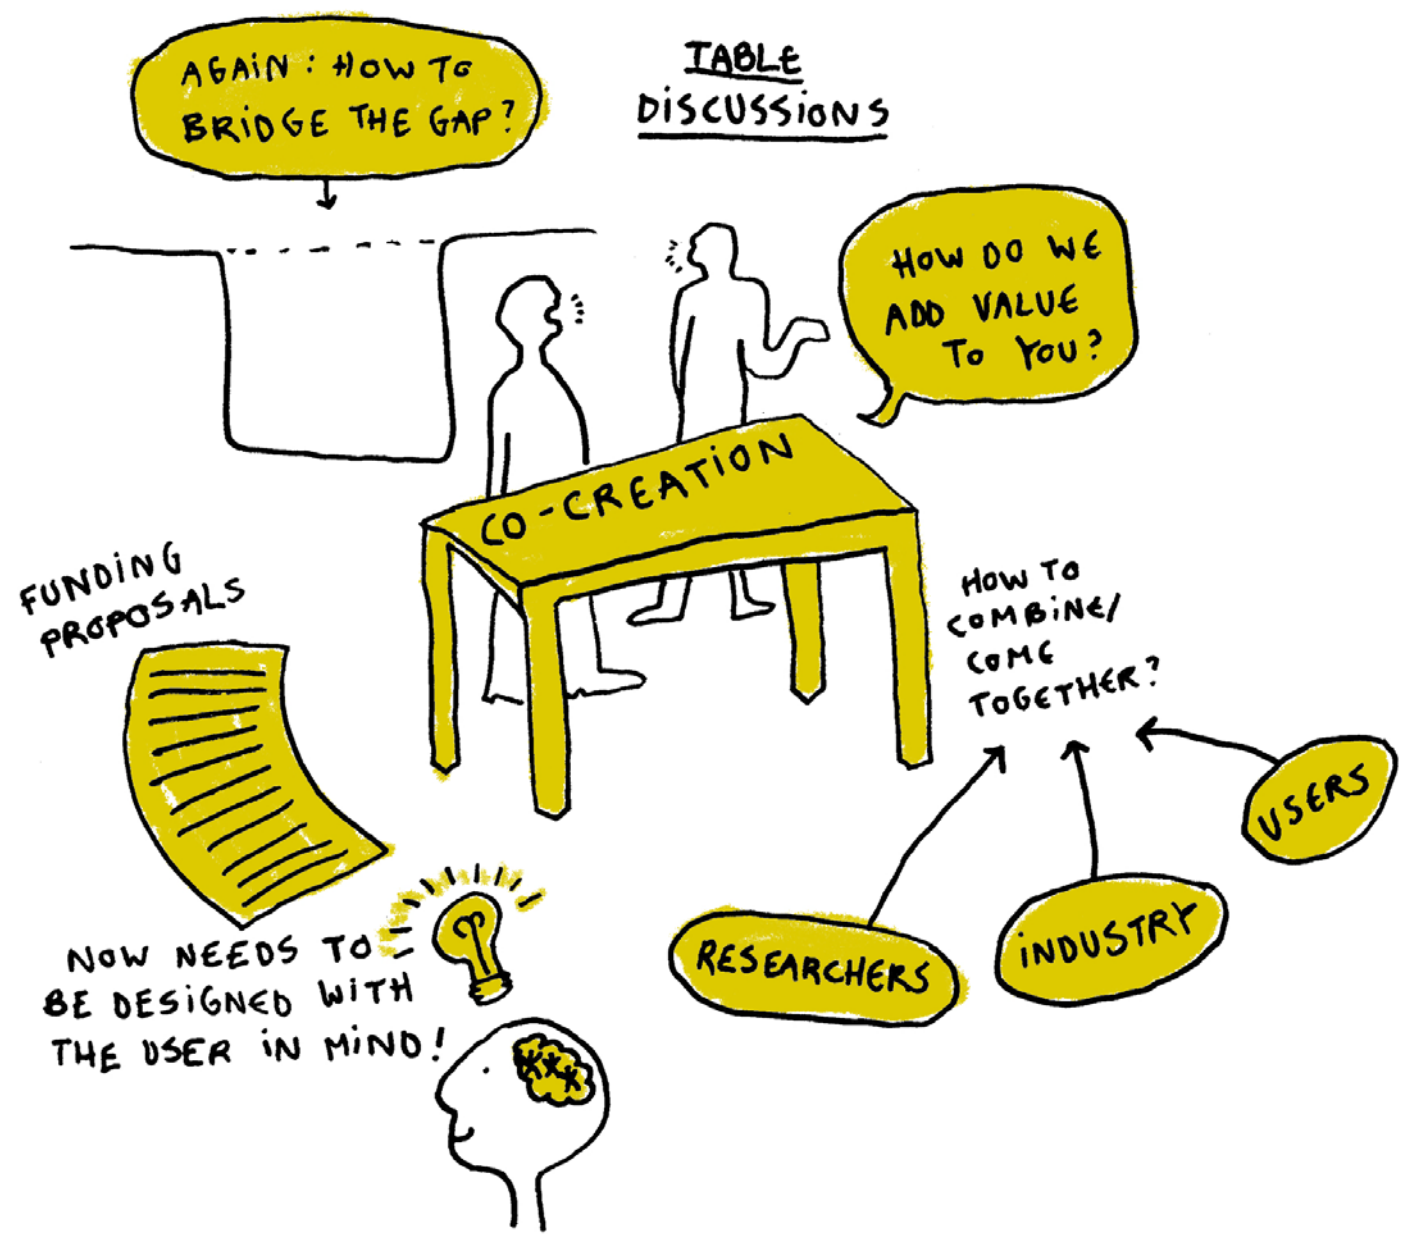 AGAIN: HOW TO
BRIDGE THE GAP?
TABLE
DISCUSSIONS
HOW DO WE
ADD VALUE
TO YOU?
CO-CREATION
FUNDING
PROPOSALS
HOW TO
COMBINE/
COME
TOGETHER?
USERS
INDUSTRY
RESEARCHERS
NOW NEEDS TO
BE DESIGNED WITH
THE USER IN MIND!